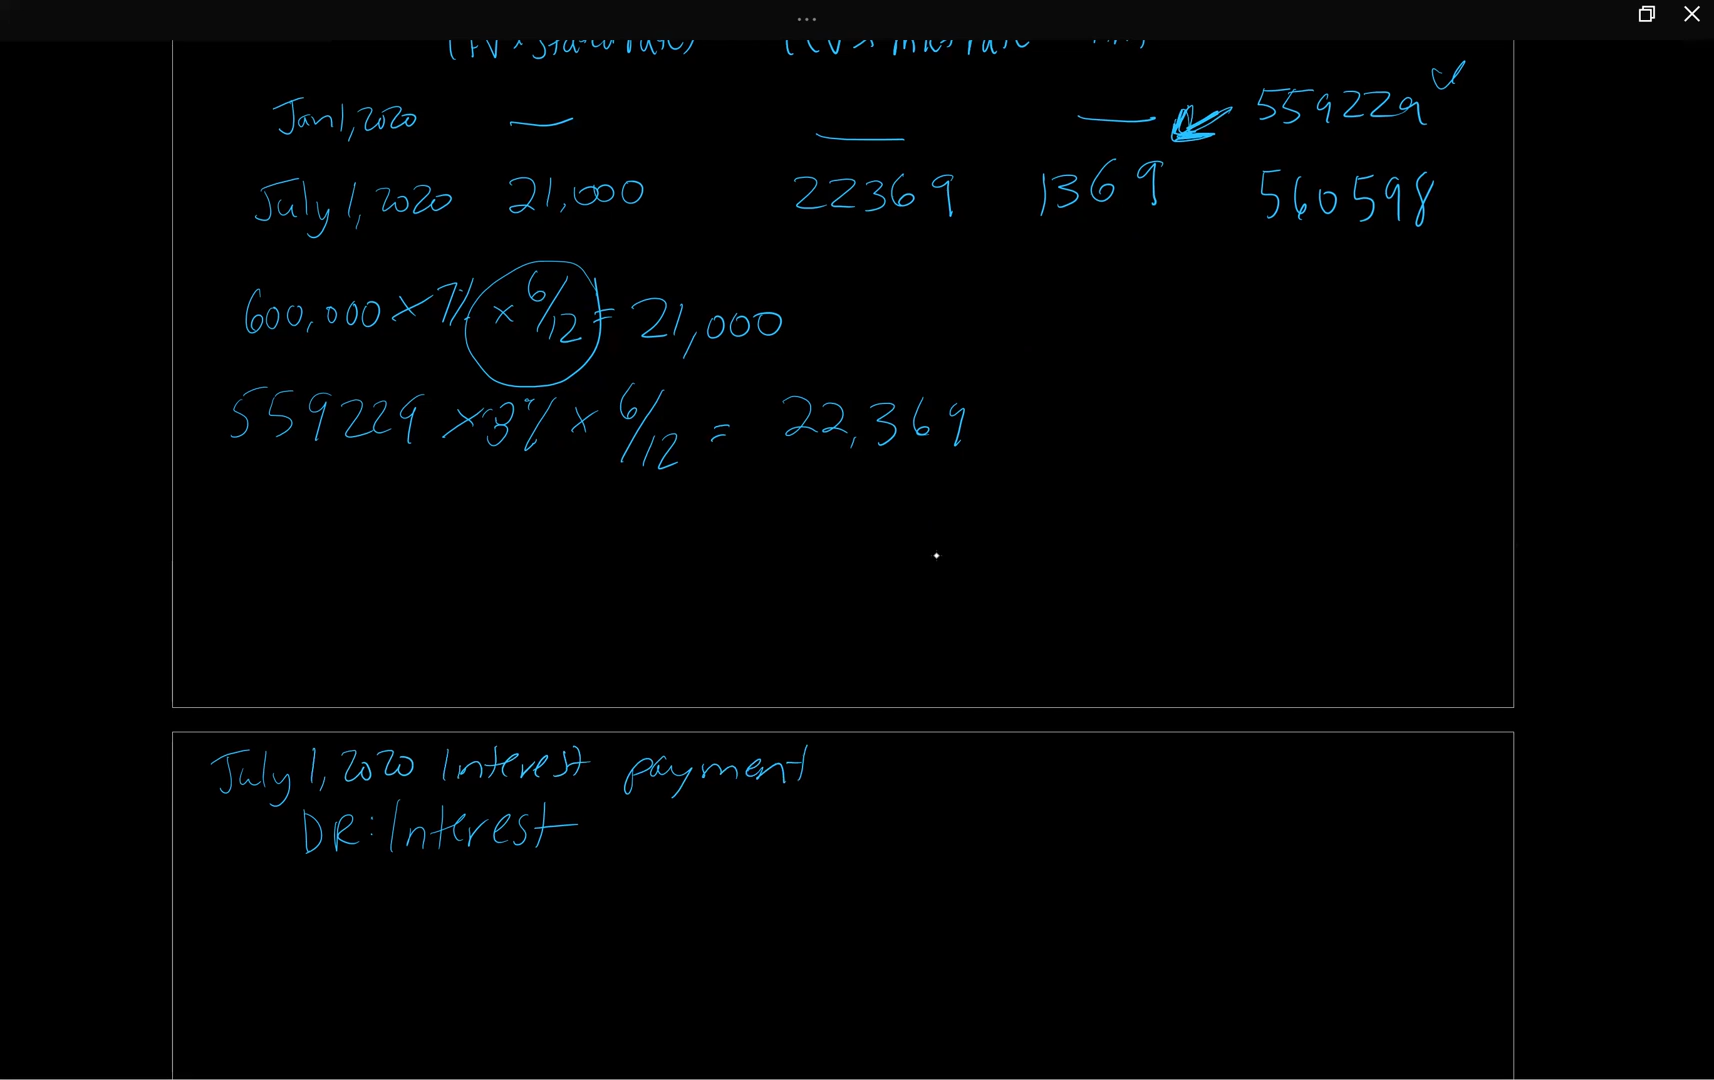 Jan 1, 2020 — — — 559229
July 1, 2020 21,000 22369 1369 560598
600,000 × 7% × 6/12 = 21,000
559229 × 8% × 6/12 = 22,369
July 1, 2020 Interest payment
DR: Interest